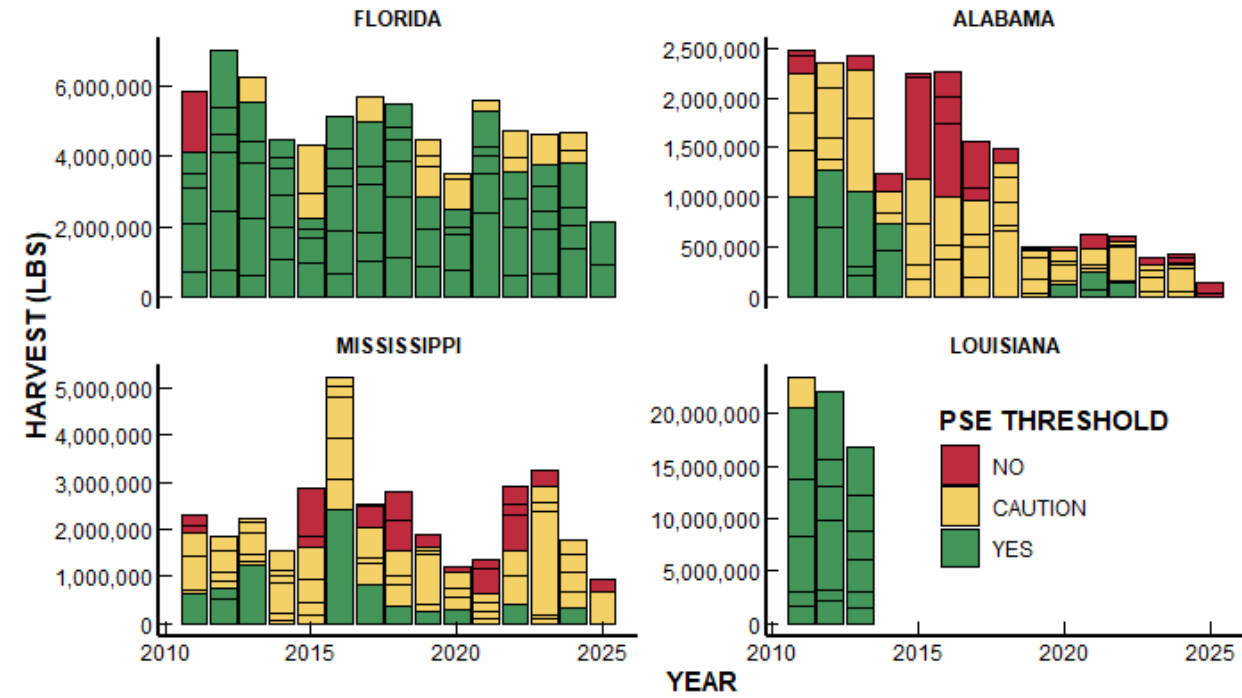 FLORIDA
ALABAMA
6,000,000
4,000,000
2,000,000
0
2,500,000
2,000,000
1,500,000
1,000,000
500,000
0
HARVEST (LBS)
MISSISSIPPI
LOUISIANA
5,000,000
4,000,000
3,000,000
2,000,000
1,000,000
0
20,000,000
15,000,000
10,000,000
5,000,000
0
PSE THRESHOLD
NO
CAUTION
YES
2010 2015 2020 2025
2010 2015 2020 2025
YEAR